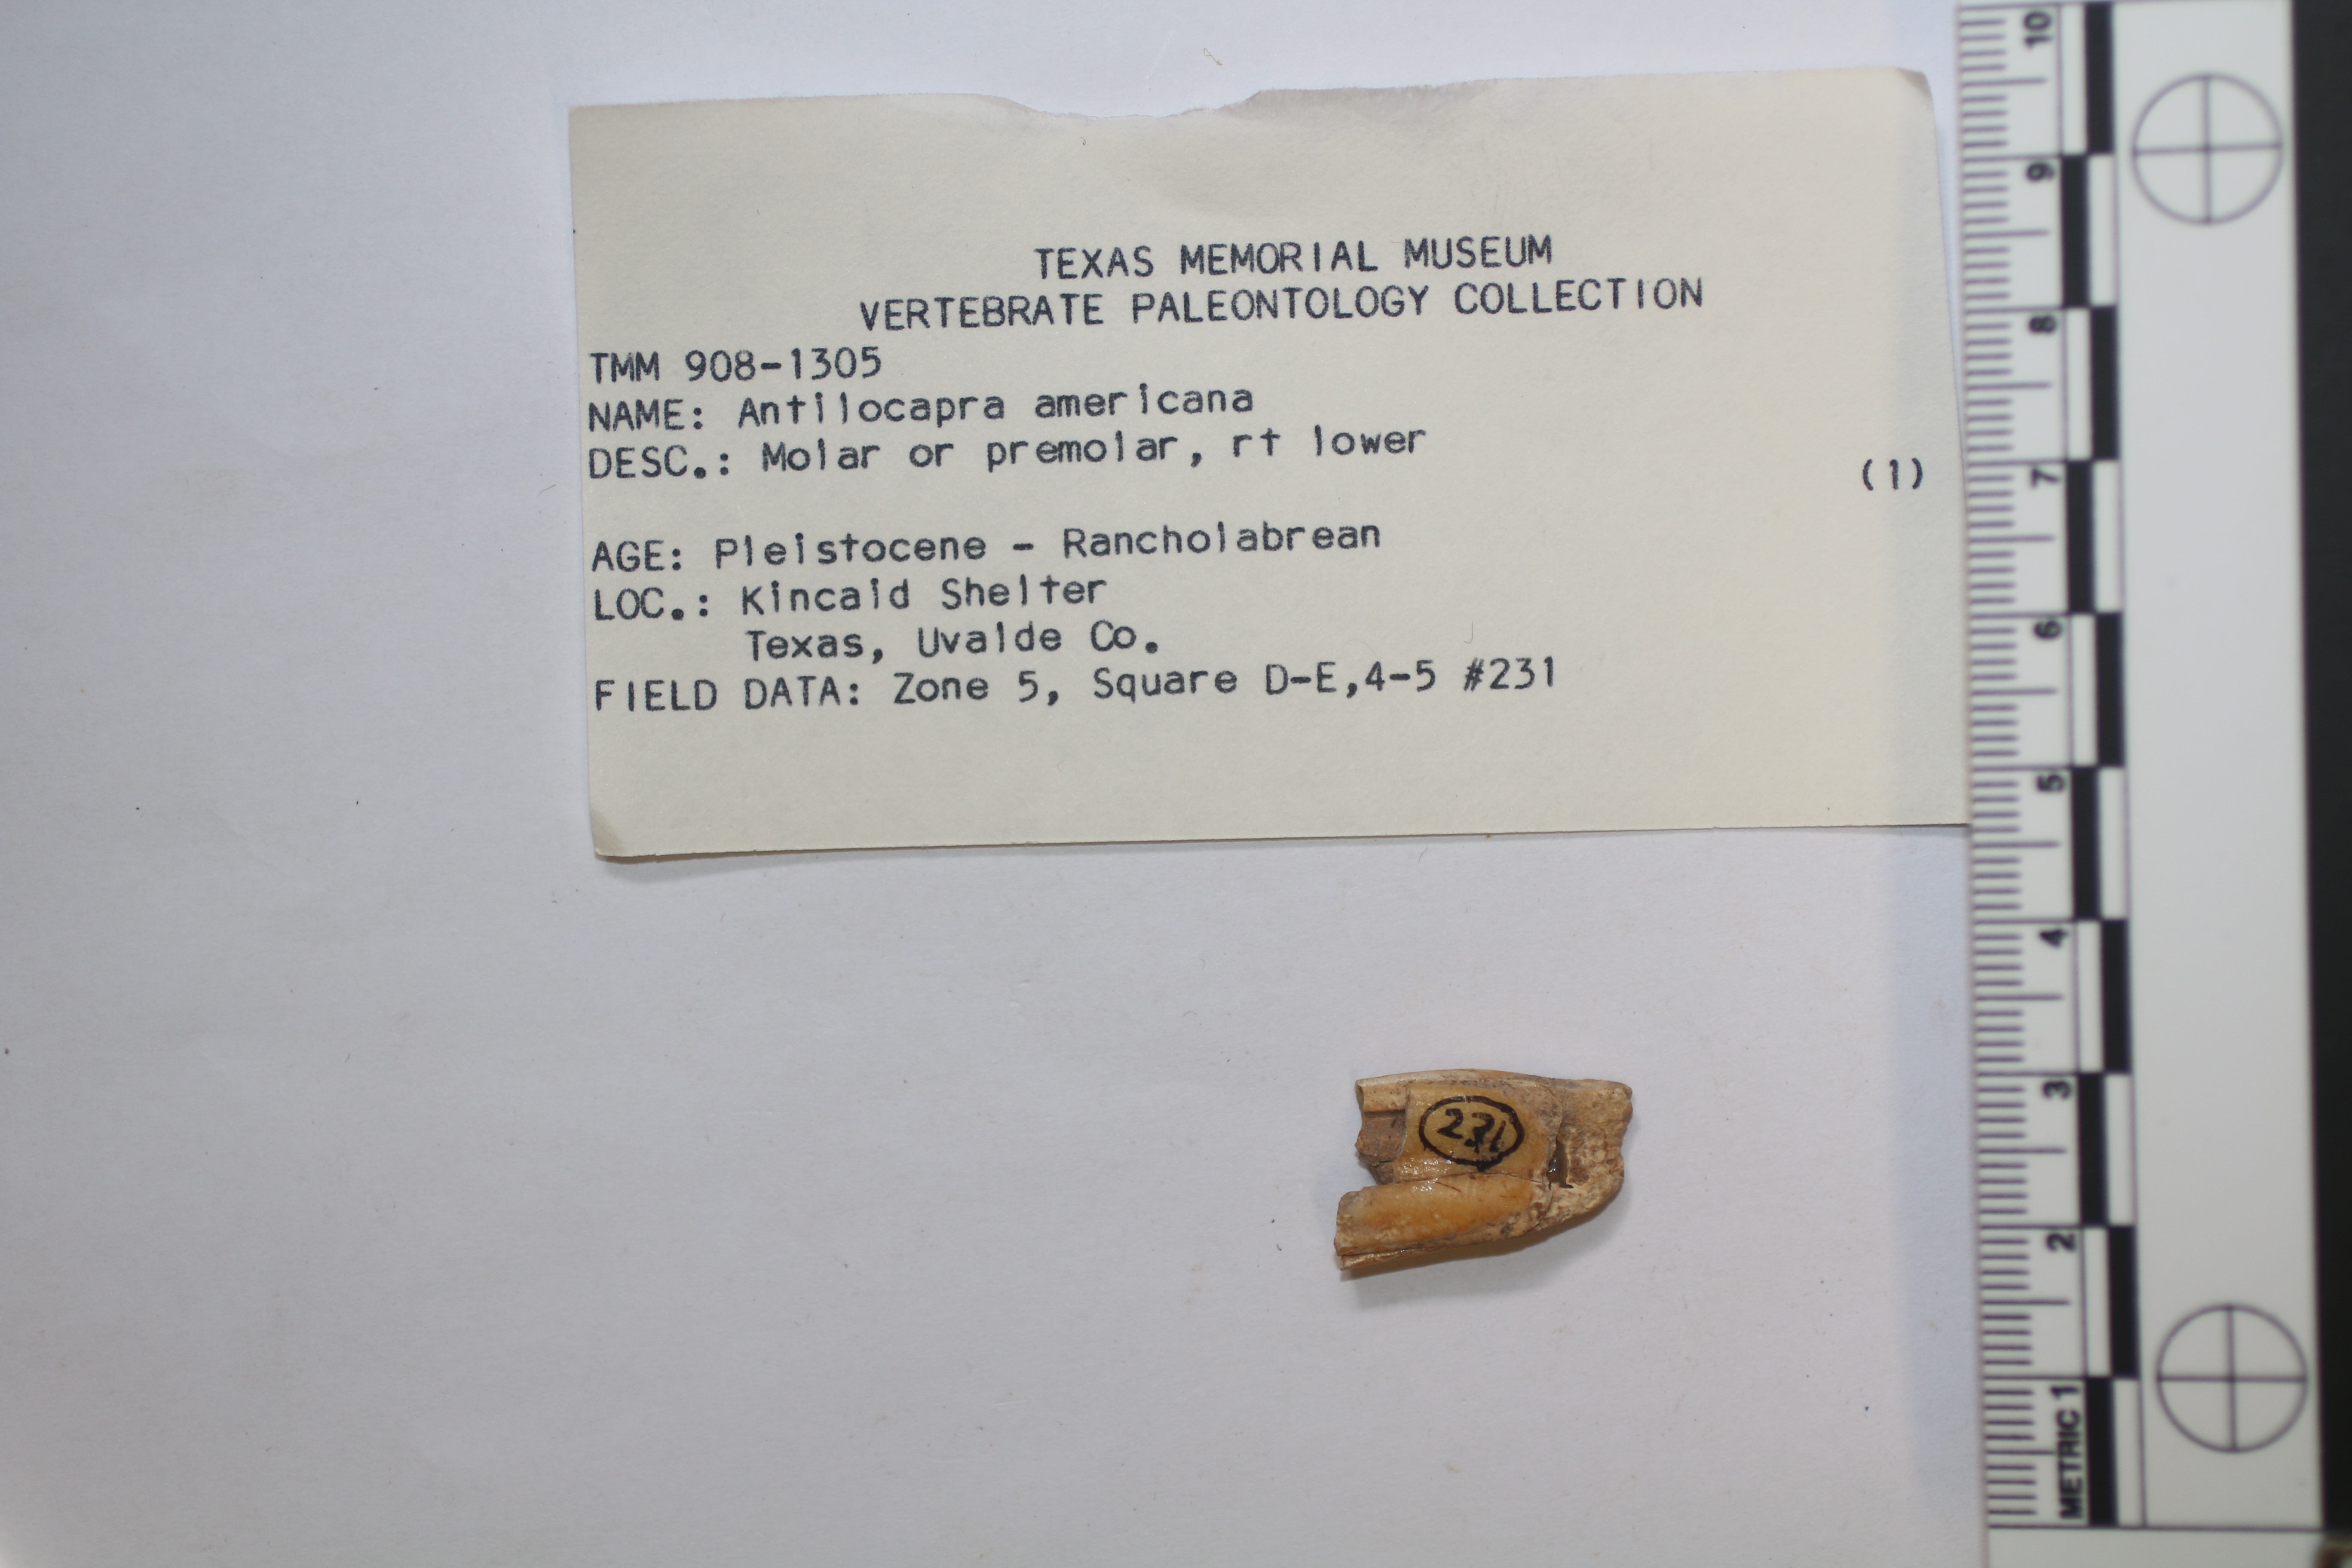 TEXAS MEMORIAL MUSEUM
VERTEBRATE PALEONTOLOGY COLLECTION
TMM 908-1305
NAME: Antilocapra americana
DESC.: Molar or premolar, rt lower
(1)
AGE: Pleistocene - Rancholabrean
LOC.: Kincaid Shelter
Texas, Uvalde Co.
FIELD DATA: Zone 5, Square D-E,4-5 #231
231
10
9
8
7
6
5
4
3
2
METRIC 1